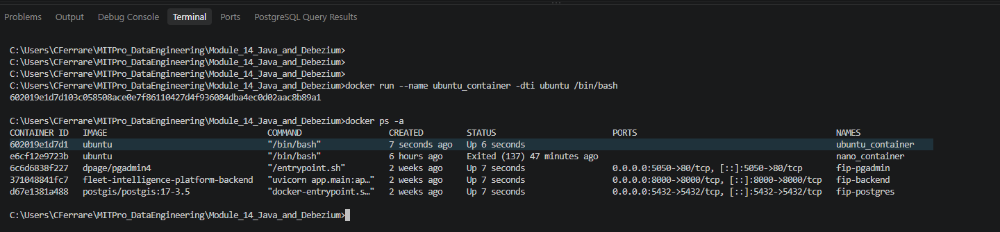 Problems Output Debug Console Terminal Ports PostgreSQL Query Results
C:\Users\CFerrare\MITPro_DataEngineering\Module_14_Java_and_Debezium>
C:\Users\CFerrare\MITPro_DataEngineering\Module_14_Java_and_Debezium>
C:\Users\CFerrare\MITPro_DataEngineering\Module_14_Java_and_Debezium>
C:\Users\CFerrare\MITPro_DataEngineering\Module_14_Java_and_Debezium>docker run --name ubuntu_container -dti ubuntu /bin/bash
602019e1d7d103c058508ace0e7f86110427d4f936084dba4ec0d02aac8b89a1
C:\Users\CFerrare\MITPro_DataEngineering\Module_14_Java_and_Debezium>docker ps -a
CONTAINER ID IMAGE COMMAND CREATED STATUS PORTS NAMES
602019e1d7d1 ubuntu "/bin/bash" 7 seconds ago Up 6 seconds ubuntu_container
e6cf12e9723b ubuntu "/bin/bash" 6 hours ago Exited (137) 47 minutes ago nano_container
6c6d6838f227 dpage/pgadmin4 "/entrypoint.sh" 2 weeks ago Up 7 seconds 0.0.0.0:5050->80/tcp, [::]:5050->80/tcp fip-pgadmin
371048841fc7 fleet-intelligence-platform-backend "uvicorn app.main:ap…" 2 weeks ago Up 7 seconds 0.0.0.0:8000->8000/tcp, [::]:8000->8000/tcp fip-backend
d67e1381a488 postgis/postgis:17-3.5 "docker-entrypoint.s…" 2 weeks ago Up 7 seconds 0.0.0.0:5432->5432/tcp, [::]:5432->5432/tcp fip-postgres
C:\Users\CFerrare\MITPro_DataEngineering\Module_14_Java_and_Debezium>